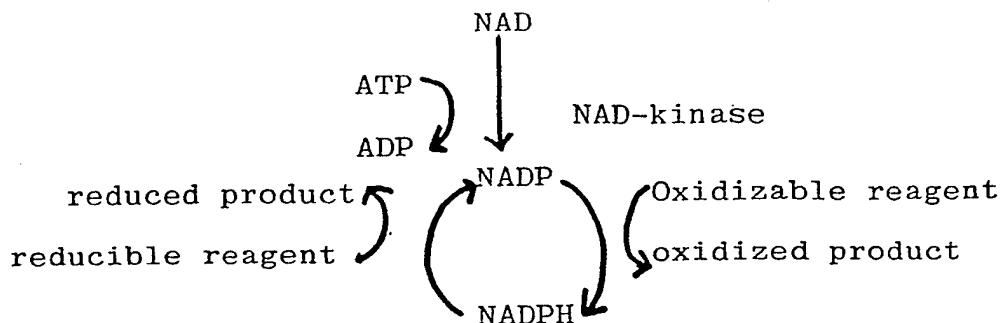 NAD
ATP
NAD-kinase
ADP
NADP
reduced product
Oxidizable reagent
reducible reagent
oxidized product
NADPH